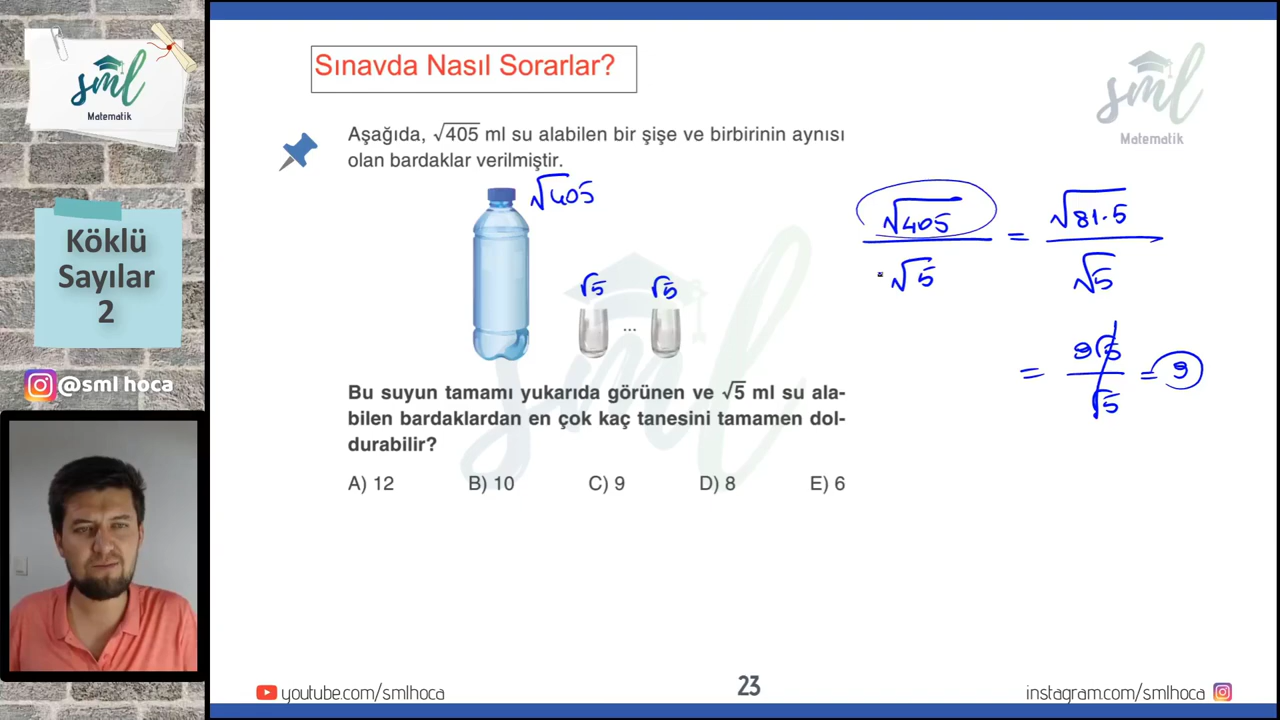 sml
Matematik
Köklü
Sayılar
2
@sml hoca
Sınavda Nasıl Sorarlar?
sml
Matematik
Aşağıda, √405 ml su alabilen bir şişe ve birbirinin aynısı
olan bardaklar verilmiştir.
√405
√5 √5
...
√405 / √5 = √81·5 / √5
= 9√5 / √5 = 9
Bu suyun tamamı yukarıda görünen ve √5 ml su ala-
bilen bardaklardan en çok kaç tanesini tamamen dol-
durabilir?
A) 12 B) 10 C) 9 D) 8 E) 6
sml
youtube.com/smlhoca
23
instagram.com/smlhoca